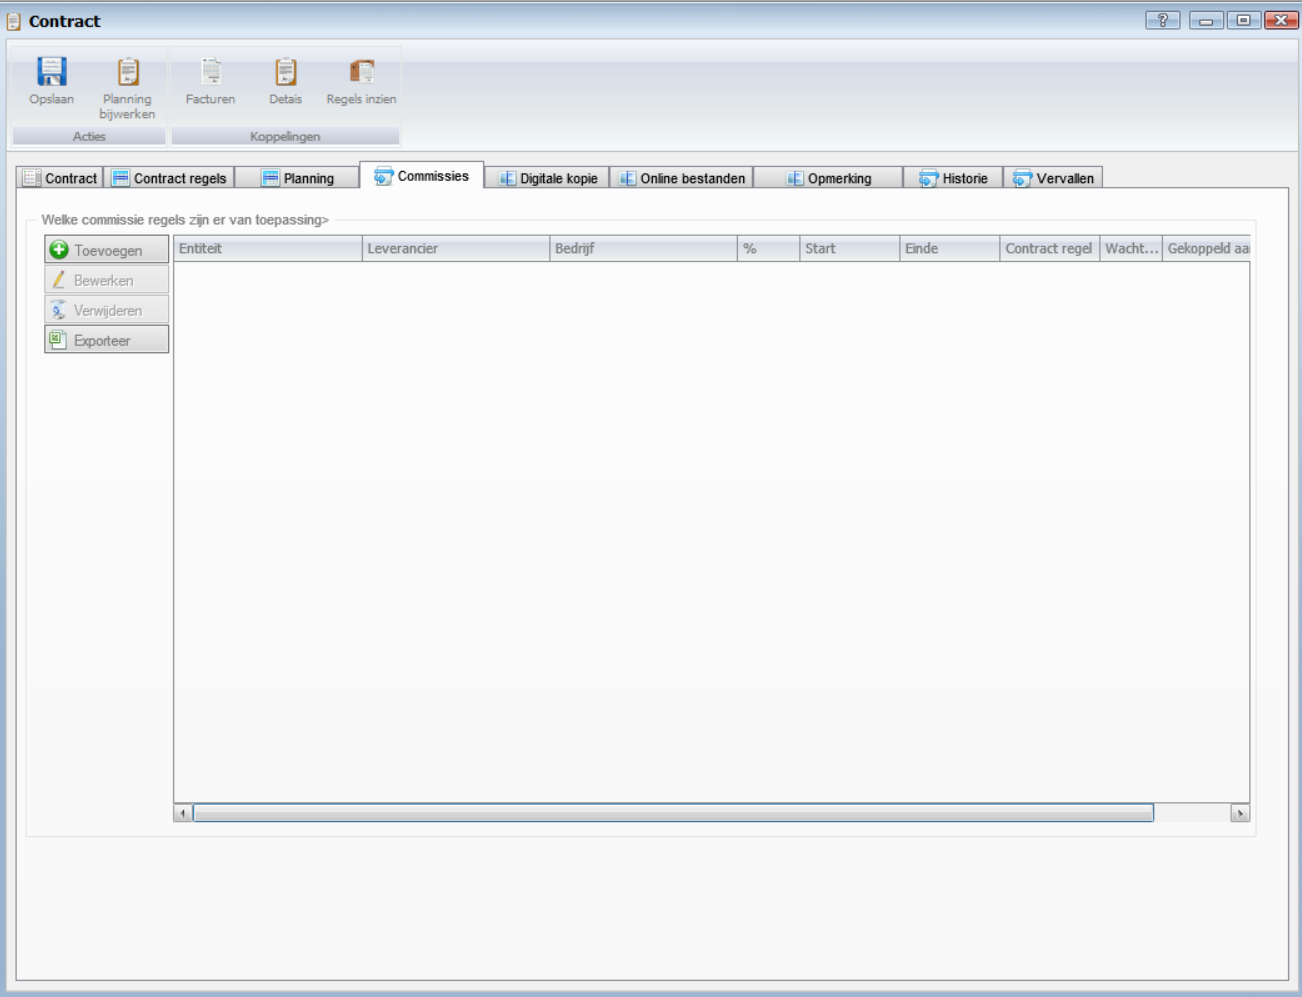 Contract
?
Opslaan
Planning bijwerken
Facturen
Detais
Regels inzien
Acties
Koppelingen
Contract
Contract regels
Planning
Commissies
Digitale kopie
Online bestanden
Opmerking
Historie
Vervallen
Welke commissie regels zijn er van toepassing>
Toevoegen
Bewerken
Verwijderen
Exporteer
Entiteit
Leverancier
Bedrijf
%
Start
Einde
Contract regel
Wacht...
Gekoppeld aa